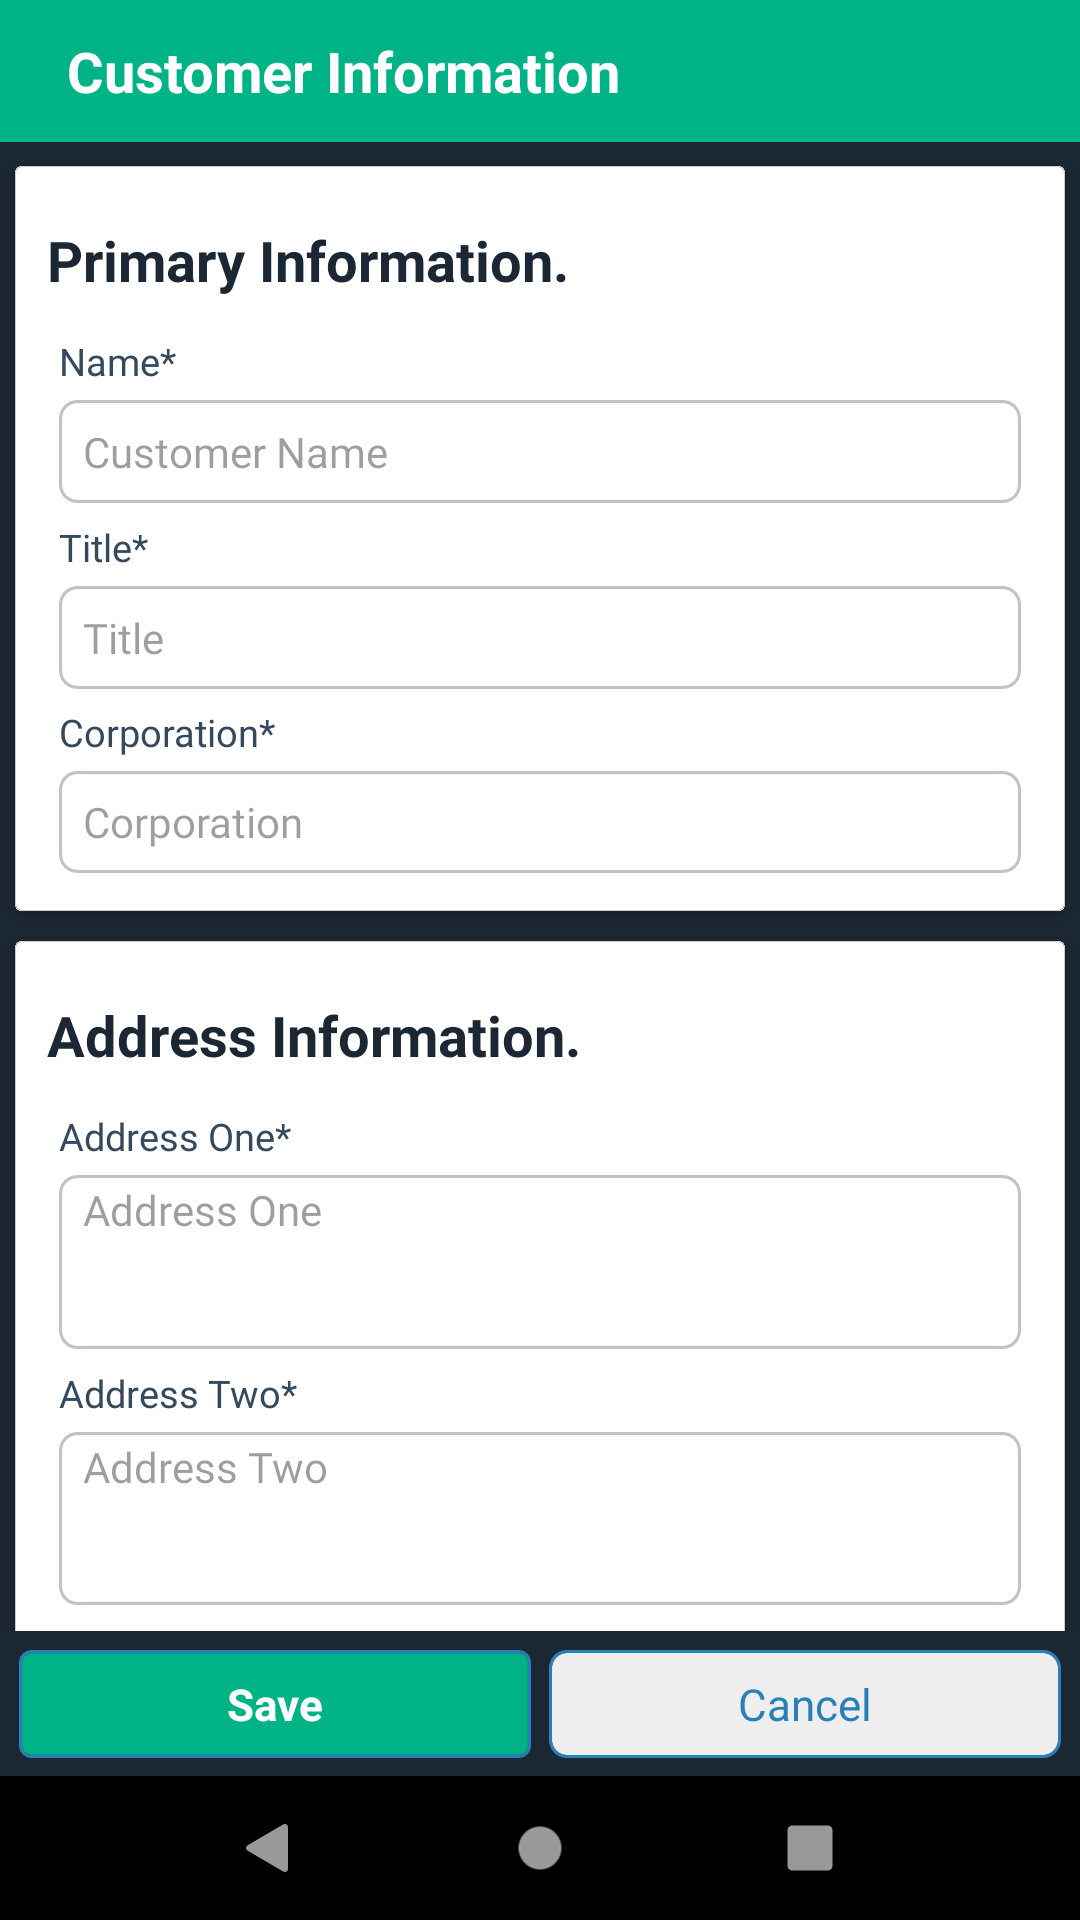 Customer Information
Primary Information.
Name*
Customer Name
Title*
Title
Corporation*
Corporation
Address Information.
Address One*
Address One
Address Two*
Address Two
Save
Cancel